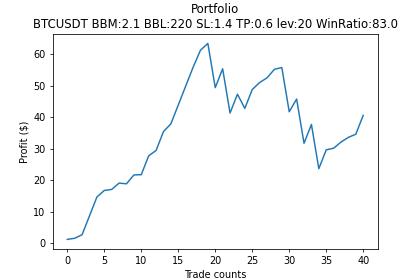 Portfolio
BTCUSDT BBM:2.1 BBL:220 SL:1.4 TP:0.6 lev:20 WinRatio:83.0
60
50
40
30
20
10
0
Profit ($)
0 5 10 15 20 25 30 35 40
Trade counts